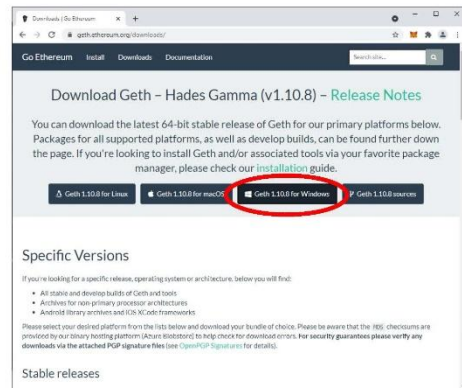 Downloads | Go Ethereum
geth.ethereum.org/downloads/
Go Ethereum Install Downloads Documentation Search site...
Download Geth – Hades Gamma (v1.10.8) – Release Notes
You can download the latest 64-bit stable release of Geth for our primary platforms below.
Packages for all supported platforms, as well as develop builds, can be found further down
the page. If you're looking to install Geth and/or associated tools via your favorite package
manager, please check our installation guide.
Geth 1.10.8 for Linux Geth 1.10.8 for macOS Geth 1.10.8 for Windows Geth 1.10.8 sources
Specific Versions
If you're looking for a specific release, operating system or architecture, below you will find:
• All stable and develop builds of Geth and tools
• Archives for non-primary processor architectures
• Android library archives and iOS XCode frameworks
Please select your desired platform from the lists below and download your bundle of choice. Please be aware that the MD5 checksums are
provided by our binary hosting platform (Azure Blobstore) to help check for download errors. For security guarantees please verify any
downloads via the attached PGP signature files (see OpenPGP Signatures for details).
Stable releases